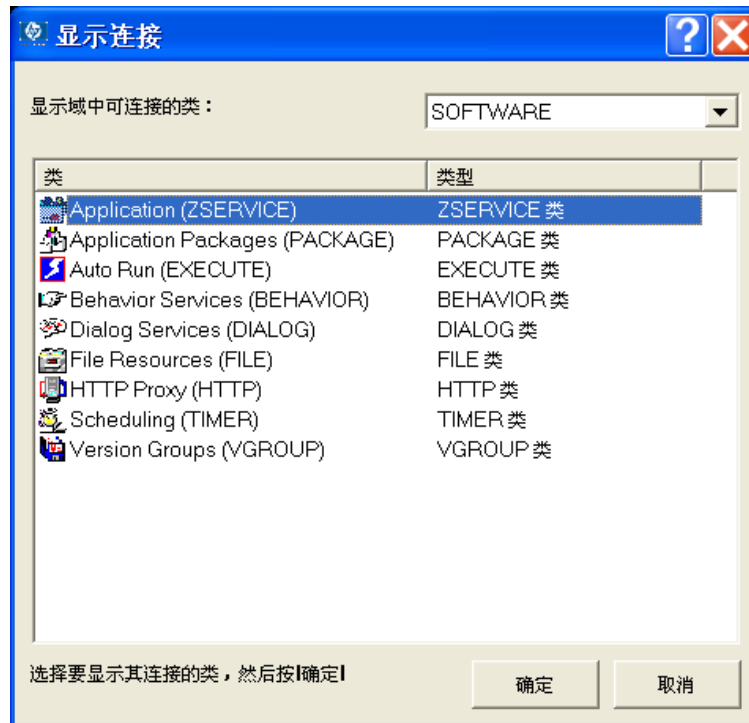 显示连接
显示域中可连接的类：
SOFTWARE
类 类型
Application (ZSERVICE) ZSERVICE 类
Application Packages (PACKAGE) PACKAGE 类
Auto Run (EXECUTE) EXECUTE 类
Behavior Services (BEHAVIOR) BEHAVIOR 类
Dialog Services (DIALOG) DIALOG 类
File Resources (FILE) FILE 类
HTTP Proxy (HTTP) HTTP 类
Scheduling (TIMER) TIMER 类
Version Groups (VGROUP) VGROUP 类
选择要显示其连接的类，然后按|确定|
确定 取消